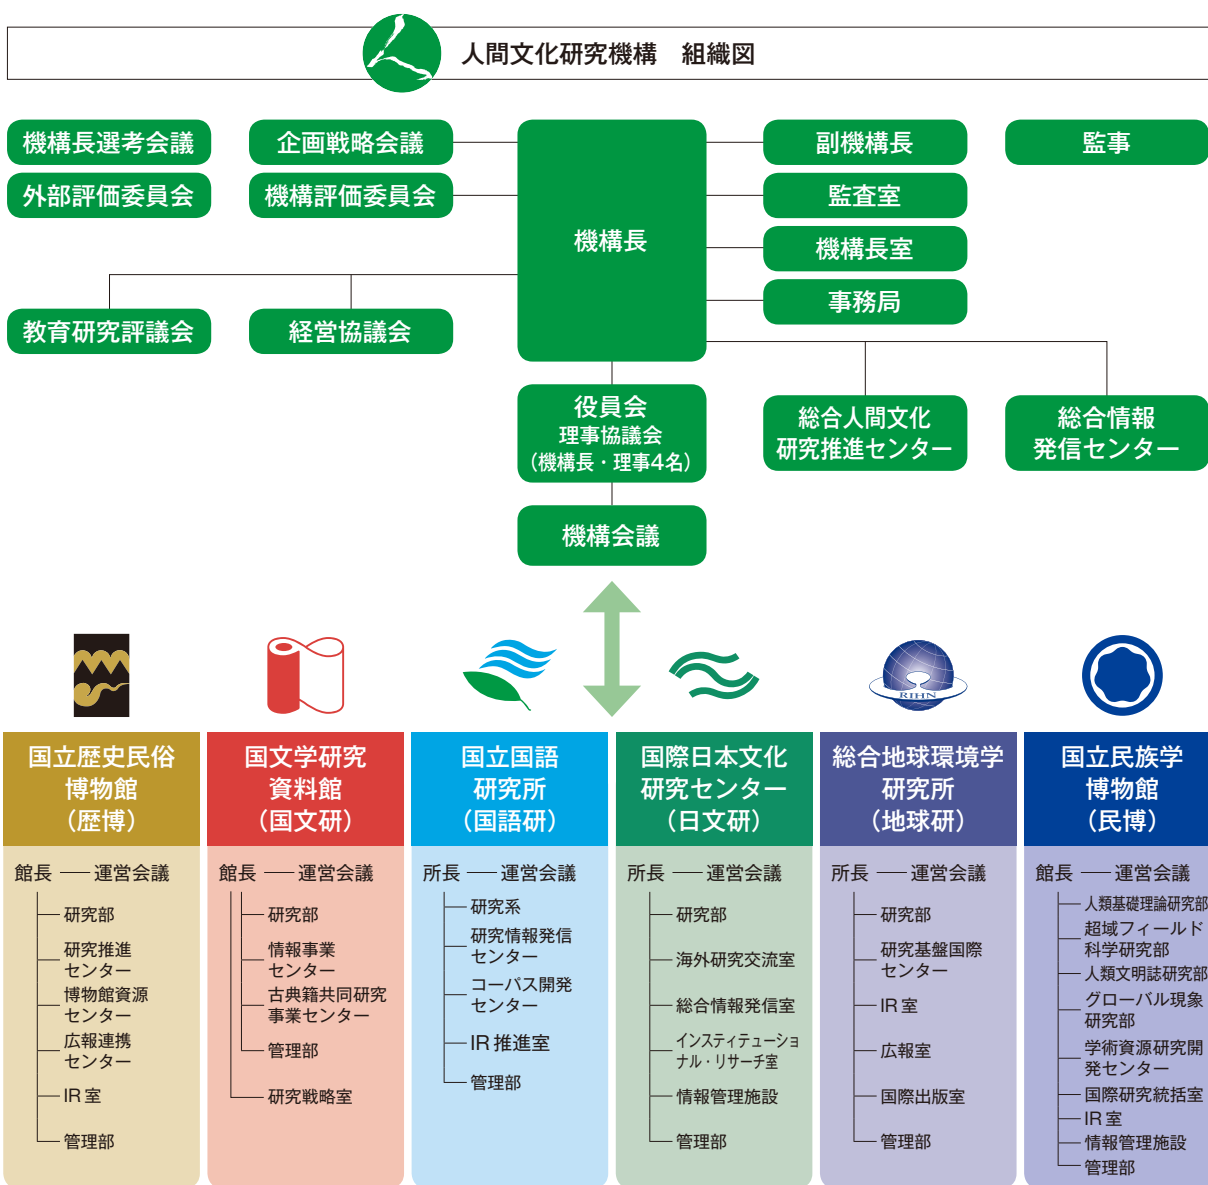 人間文化研究機構　組織図
機構長選考会議
企画戦略会議
副機構長
監事
外部評価委員会
機構評価委員会
監査室
機構長
機構長室
事務局
教育研究評議会
経営協議会
役員会
理事協議会
（機構長・理事4名）
総合人間文化
研究推進センター
総合情報
発信センター
機構会議
RIHN
国立歴史民俗
博物館
（歴博）
館長
運営会議
研究部
研究推進
センター
博物館資源
センター
広報連携
センター
IR室
管理部
国文学研究
資料館
（国文研）
館長
運営会議
研究部
情報事業
センター
古典籍共同研究
事業センター
管理部
研究戦略室
国立国語
研究所
（国語研）
所長
運営会議
研究系
研究情報発信
センター
コーパス開発
センター
IR推進室
管理部
国際日本文化
研究センター
（日文研）
所長
運営会議
研究部
海外研究交流室
総合情報発信室
インスティテューショ
ナル・リサーチ室
情報管理施設
管理部
総合地球環境学
研究所
（地球研）
所長
運営会議
研究部
研究基盤国際
センター
IR室
広報室
国際出版室
管理部
国立民族学
博物館
（民博）
館長
運営会議
人類基礎理論研究部
超域フィールド
科学研究部
人類文明誌研究部
グローバル現象
研究部
学術資源研究開
発センター
国際研究統括室
IR室
情報管理施設
管理部